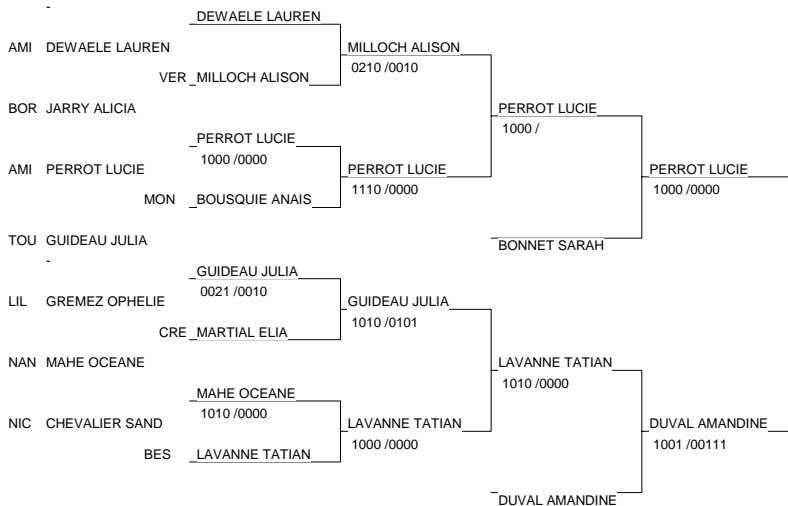 -
DEWAELE LAUREN
AMI DEWAELE LAUREN MILLOCH ALISON
0210 /0010
VER MILLOCH ALISON
BOR JARRY ALICIA PERROT LUCIE
1000 /
PERROT LUCIE
1000 /0000
AMI PERROT LUCIE PERROT LUCIE PERROT LUCIE
1110 /0000 1000 /0000
MON BOUSQUIE ANAIS
TOU GUIDEAU JULIA BONNET SARAH
-
GUIDEAU JULIA
0021 /0010
LIL GREMEZ OPHELIE GUIDEAU JULIA
1010 /0101
CRE MARTIAL ELIA
NAN MAHE OCEANE LAVANNE TATIAN
1010 /0000
MAHE OCEANE
1010 /0000
NIC CHEVALIER SAND LAVANNE TATIAN DUVAL AMANDINE
1000 /0000 1001 /00111
BES LAVANNE TATIAN
DUVAL AMANDINE